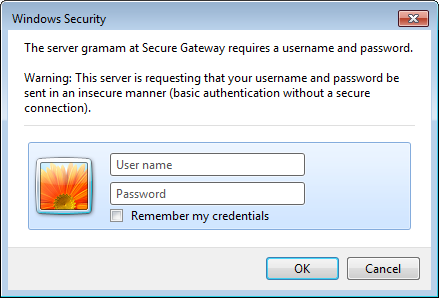 Windows Security
The server gramam at Secure Gateway requires a username and password.
Warning: This server is requesting that your username and password be
sent in an insecure manner (basic authentication without a secure
connection).
User name
Password
Remember my credentials
OK
Cancel